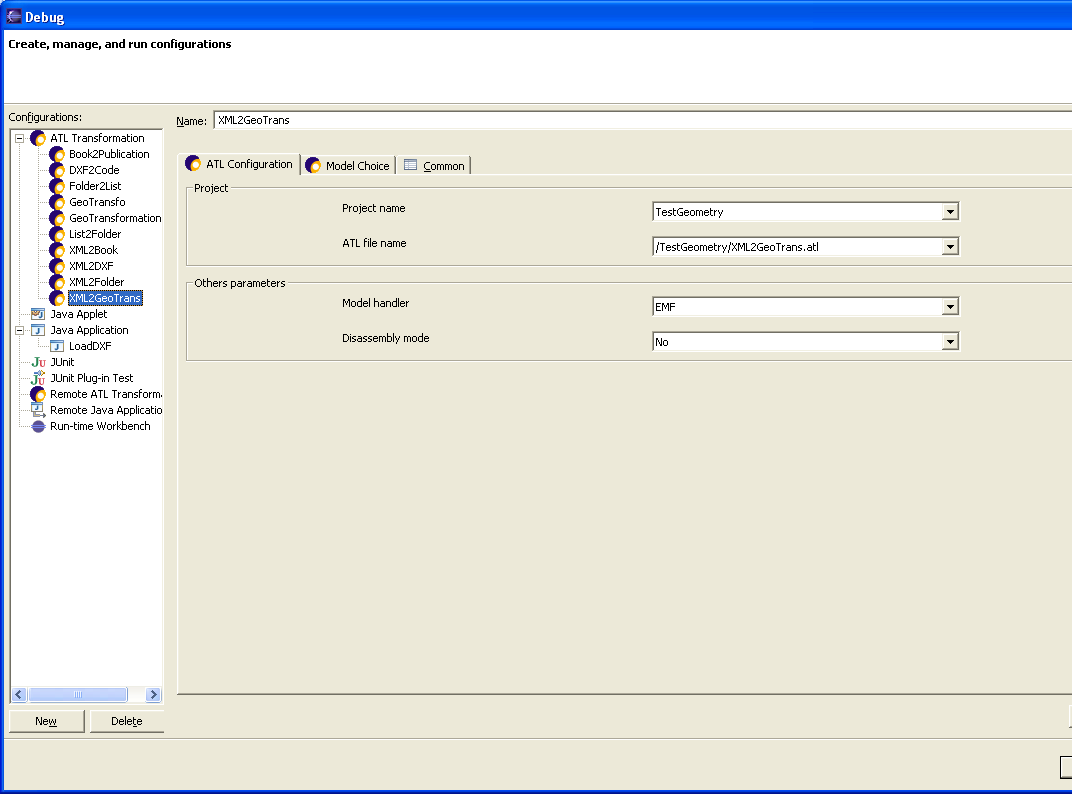 Debug
Create, manage, and run configurations
Configurations:
Name: XML2GeoTrans
ATL Transformation
Book2Publication
DXF2Code
Folder2List
GeoTransfo
GeoTransformation
List2Folder
XML2Book
XML2DXF
XML2Folder
XML2GeoTrans
Java Applet
Java Application
LoadDXF
JUnit
JUnit Plug-in Test
Remote ATL Transform
Remote Java Applicatio
Run-time Workbench
New Delete
ATL Configuration Model Choice Common
Project
Project name TestGeometry
ATL file name /TestGeometry/XML2GeoTrans.atl
Others parameters
Model handler EMF
Disassembly mode No